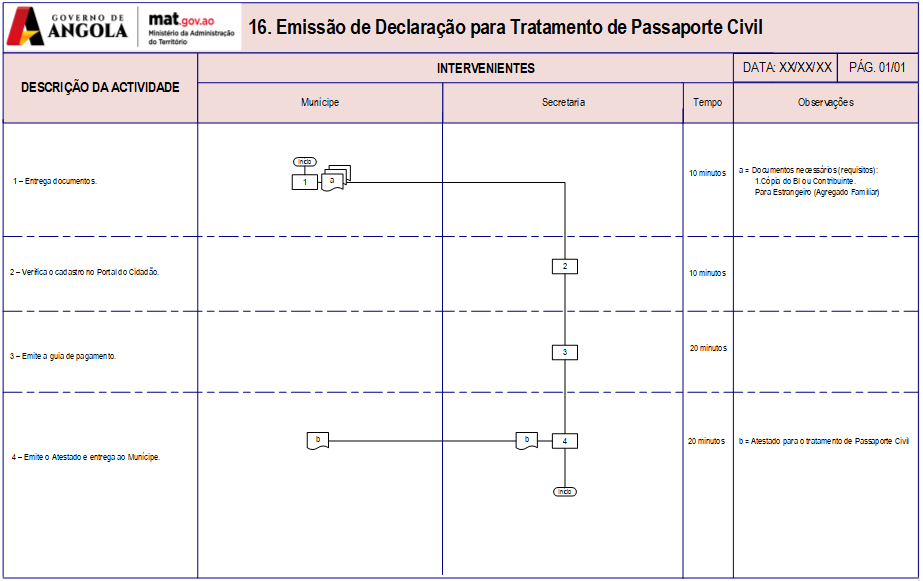 GOVERNO DE
ANGOLA
mat.gov.ao
Ministério da Administração
do Território
16. Emissão de Declaração para Tratamento de Passaporte Civil
DESCRIÇÃO DA ACTIVIDADE
INTERVENIENTES
DATA: XX/XX/XX
PÁG. 01/01
Munícipe
Secretaria
Tempo
Observações
Início
1
a
1 – Entrega documentos.
10 minutos
a = Documentos necessários (requisitos):
1.Cópia do BI ou Contribuinte.
Para Estrangeiro (Agregado Familiar)
2 – Verifica o cadastro no Portal do Cidadão.
2
10 minutos
3 – Emite a guia de pagamento.
3
20 minutos
4 – Emite o Atestado e entrega ao Munícipe.
b
b
4
20 minutos
b = Atestado para o tratamento de Passaporte Civil
Início